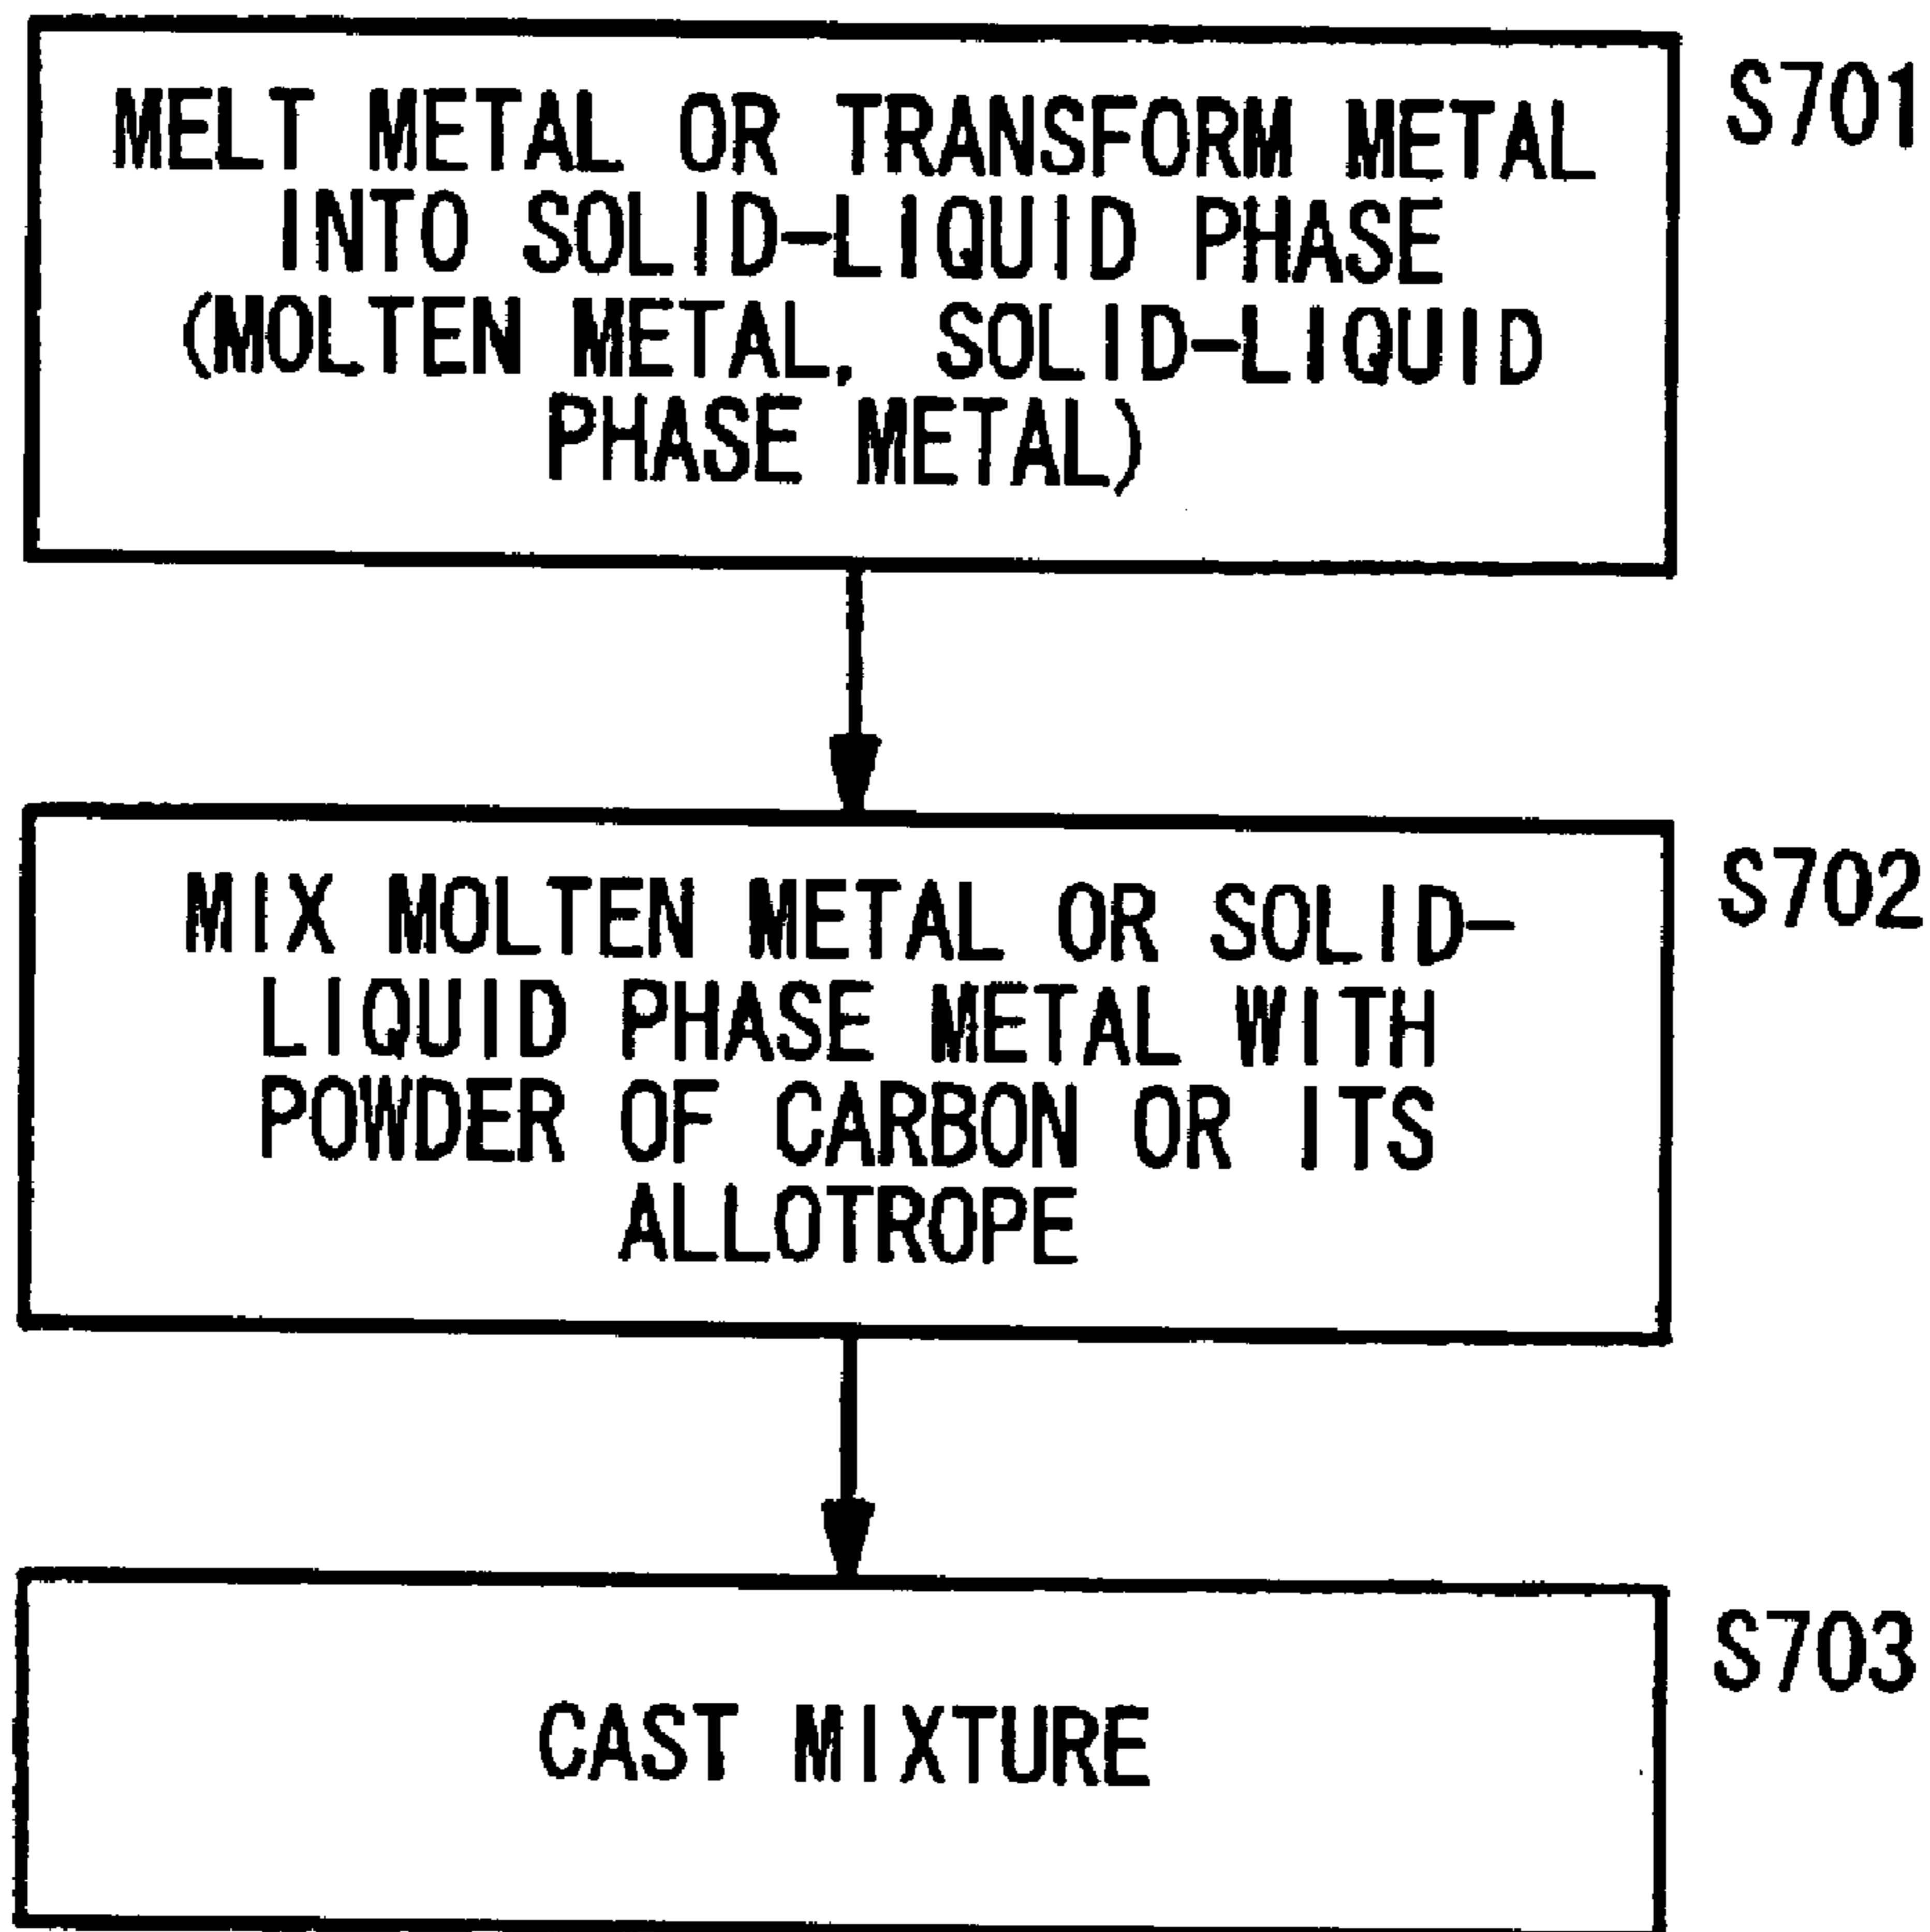 MELT METAL OR TRANSFORM METAL
INTO SOLID-LIQUID PHASE
(MOLTEN METAL, SOLID-LIQUID
PHASE METAL)
S701
MIX MOLTEN METAL OR SOLID-
LIQUID PHASE METAL WITH
POWDER OF CARBON OR ITS
ALLOTROPE
S702
CAST MIXTURE
S703